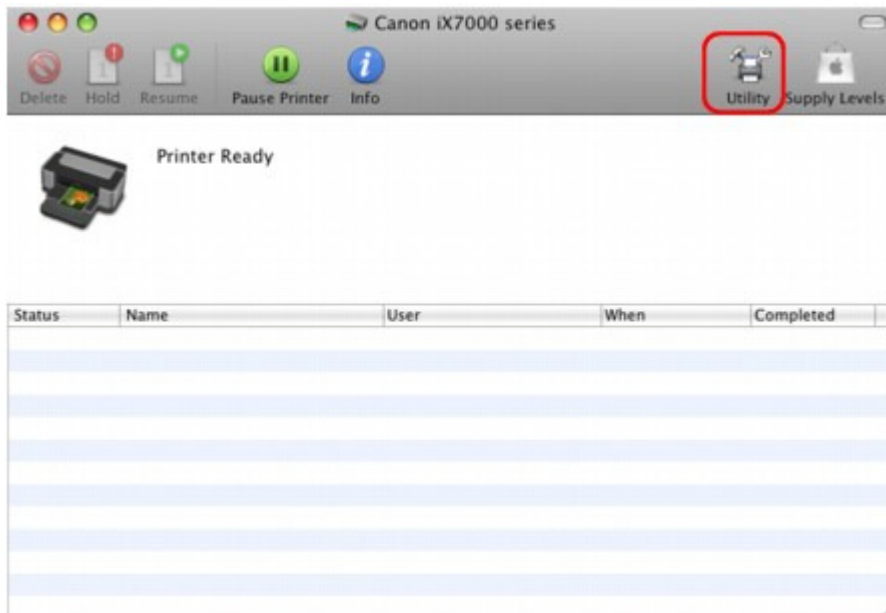 Canon iX7000 series
Delete Hold Resume Pause Printer Info Utility Supply Levels
Printer Ready
Status Name User When Completed